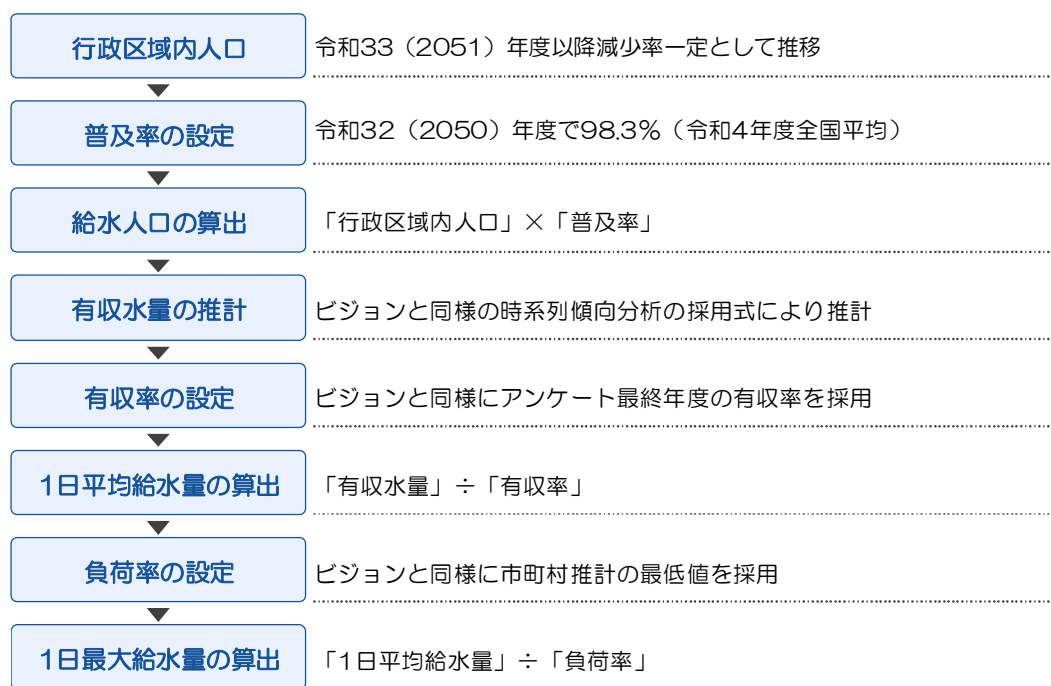 行政区域内人口 令和33（2051）年度以降減少率一定として推移
普及率の設定 令和32（2050）年度で98.3％（令和4年度全国平均）
給水人口の算出 「行政区域内人口」×「普及率」
有収水量の推計 ビジョンと同様の時系列傾向分析の採用式により推計
有収率の設定 ビジョンと同様にアンケート最終年度の有収率を採用
1日平均給水量の算出 「有収水量」÷「有収率」
負荷率の設定 ビジョンと同様に市町村推計の最低値を採用
1日最大給水量の算出 「1日平均給水量」÷「負荷率」